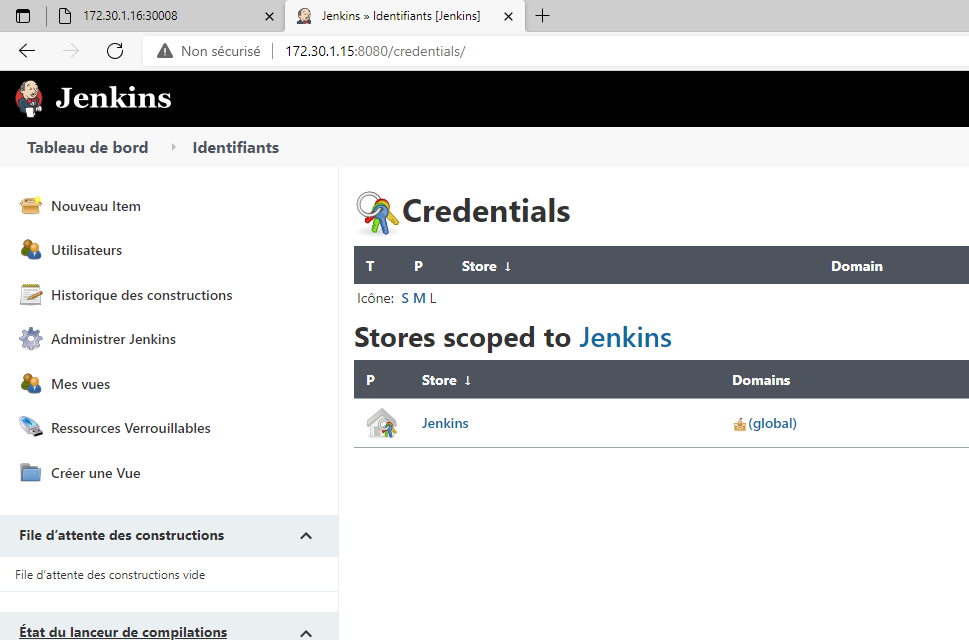 172.30.1.16:30008
Jenkins » Identifiants [Jenkins]
Non sécurisé
172.30.1.15:8080/credentials/
Jenkins
Tableau de bord
Identifiants
Nouveau Item
Utilisateurs
Historique des constructions
Administrer Jenkins
Mes vues
Ressources Verrouillables
Créer une Vue
File d'attente des constructions
File d'attente des constructions vide
État du lanceur de compilations
Credentials
T P Store ↓ Domain
Icône: S M L
Stores scoped to Jenkins
P Store ↓ Domains
Jenkins (global)